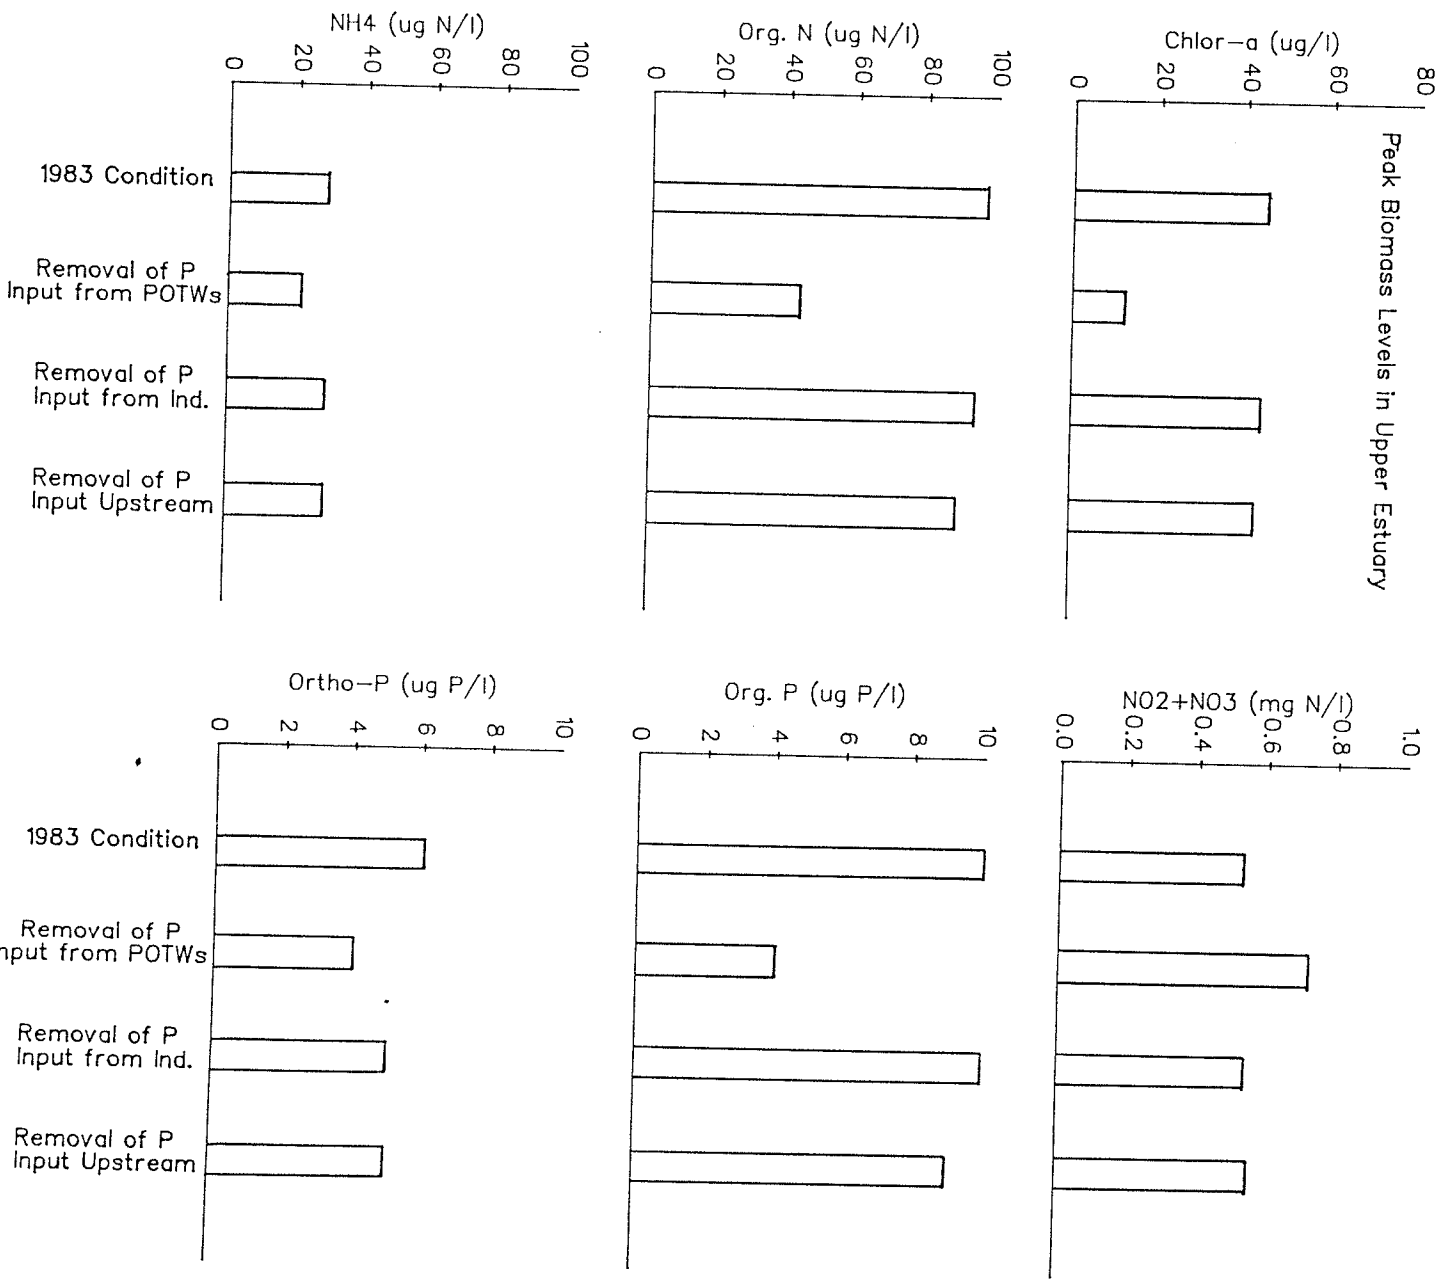 Peak Biomass Levels in Upper Estuary
Chlor-a (ug/l)
0 20 40 60 80
Org. N (ug N/l)
0 20 40 60 80 100
NH4 (ug N/l)
0 20 40 60 80 100
1983 Condition
Removal of P
Input from POTWs
Removal of P
Input from Ind.
Removal of P
Input Upstream
NO2+NO3 (mg N/l)
0.0 0.2 0.4 0.6 0.8 1.0
Org. P (ug P/l)
0 2 4 6 8 10
Ortho-P (ug P/l)
0 2 4 6 8 10
1983 Condition
Removal of P
nput from POTWs
Removal of P
Input from Ind.
Removal of P
Input Upstream